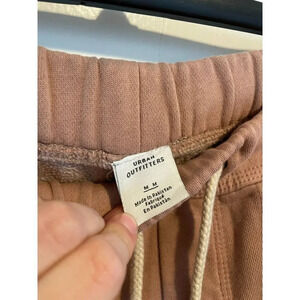 URBAN
OUTFITTERS
M M
Made in Pakistan
Fabriqué
En Pakistan